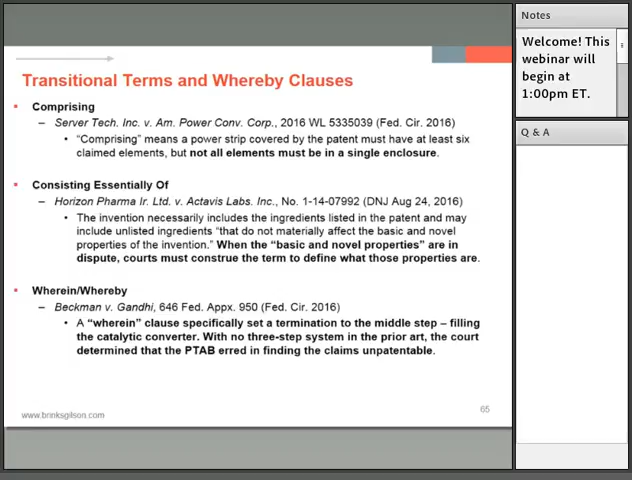 Transitional Terms and Whereby Clauses
▪ Comprising
– Server Tech. Inc. v. Am. Power Conv. Corp., 2016 WL 5335039 (Fed. Cir. 2016)
• “Comprising” means a power strip covered by the patent must have at least six
claimed elements, but not all elements must be in a single enclosure.
▪ Consisting Essentially Of
– Horizon Pharma Ir. Ltd. v. Actavis Labs. Inc., No. 1-14-07992 (DNJ Aug 24, 2016)
• The invention necessarily includes the ingredients listed in the patent and may
include unlisted ingredients “that do not materially affect the basic and novel
properties of the invention.” When the “basic and novel properties” are in
dispute, courts must construe the term to define what those properties are.
▪ Wherein/Whereby
– Beckman v. Gandhi, 646 Fed. Appx. 950 (Fed. Cir. 2016)
• A “wherein” clause specifically set a termination to the middle step – filling
the catalytic converter. With no three-step system in the prior art, the court
determined that the PTAB erred in finding the claims unpatentable.
www.brinksgilson.com
65
Notes
Welcome! This
webinar will
begin at
1:00pm ET.
Q & A